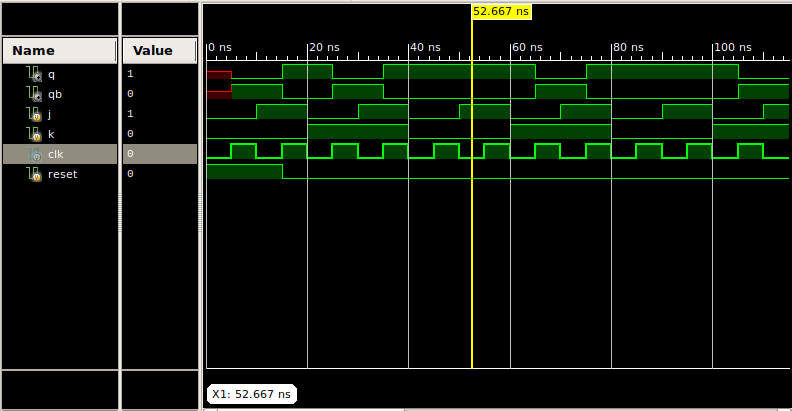 52.667 ns
Name Value
0 ns 20 ns 40 ns 60 ns 80 ns 100 ns
q 1
qb 0
j 1
k 0
clk 0
reset 0
X1: 52.667 ns